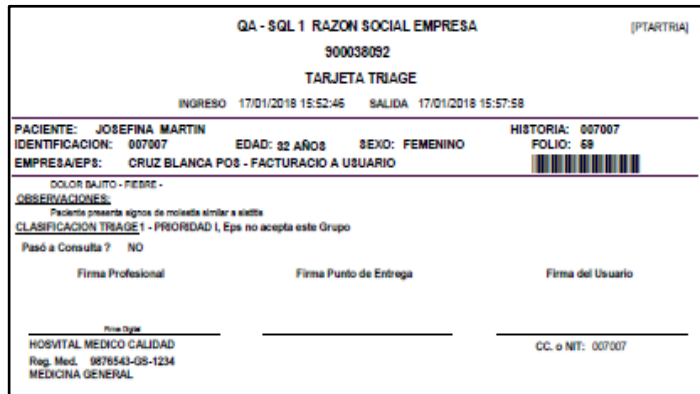 QA - SQL 1 RAZON SOCIAL EMPRESA [PTARTRIA]
900038092
TARJETA TRIAGE
INGRESO 17/01/2018 15:52:46 SALIDA 17/01/2018 15:57:58
PACIENTE: JOSEFINA MARTIN HISTORIA: 007007
IDENTIFICACION: 007007 EDAD: 32 AÑOS SEXO: FEMENINO FOLIO: 59
EMPRESA/EPS: CRUZ BLANCA POS - FACTURACIO A USUARIO
DOLOR BAJITO - FIEBRE -
OBSERVACIONES:
Paciente presenta signos de molestia similar a sistitis
CLASIFICACION TRIAGE 1 - PRIORIDAD I, Eps no acepta este Grupo
Pasó a Consulta ? NO
Firma Profesional Firma Punto de Entrega Firma del Usuario
Firma Digital
HOSVITAL MEDICO CALIDAD CC. o NIT: 007007
Reg. Med. 9876543-GS-1234
MEDICINA GENERAL